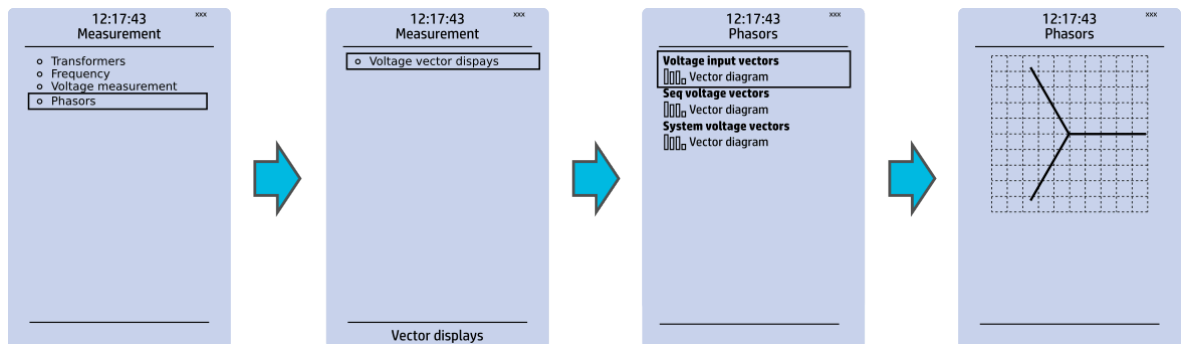 12:17:43 xxx
Measurement
Transformers
Frequency
Voltage measurement
Phasors
12:17:43 xxx
Measurement
Voltage vector dispays
Vector displays
12:17:43 xxx
Phasors
Voltage input vectors
Vector diagram
Seq voltage vectors
Vector diagram
System voltage vectors
Vector diagram
12:17:43 xxx
Phasors